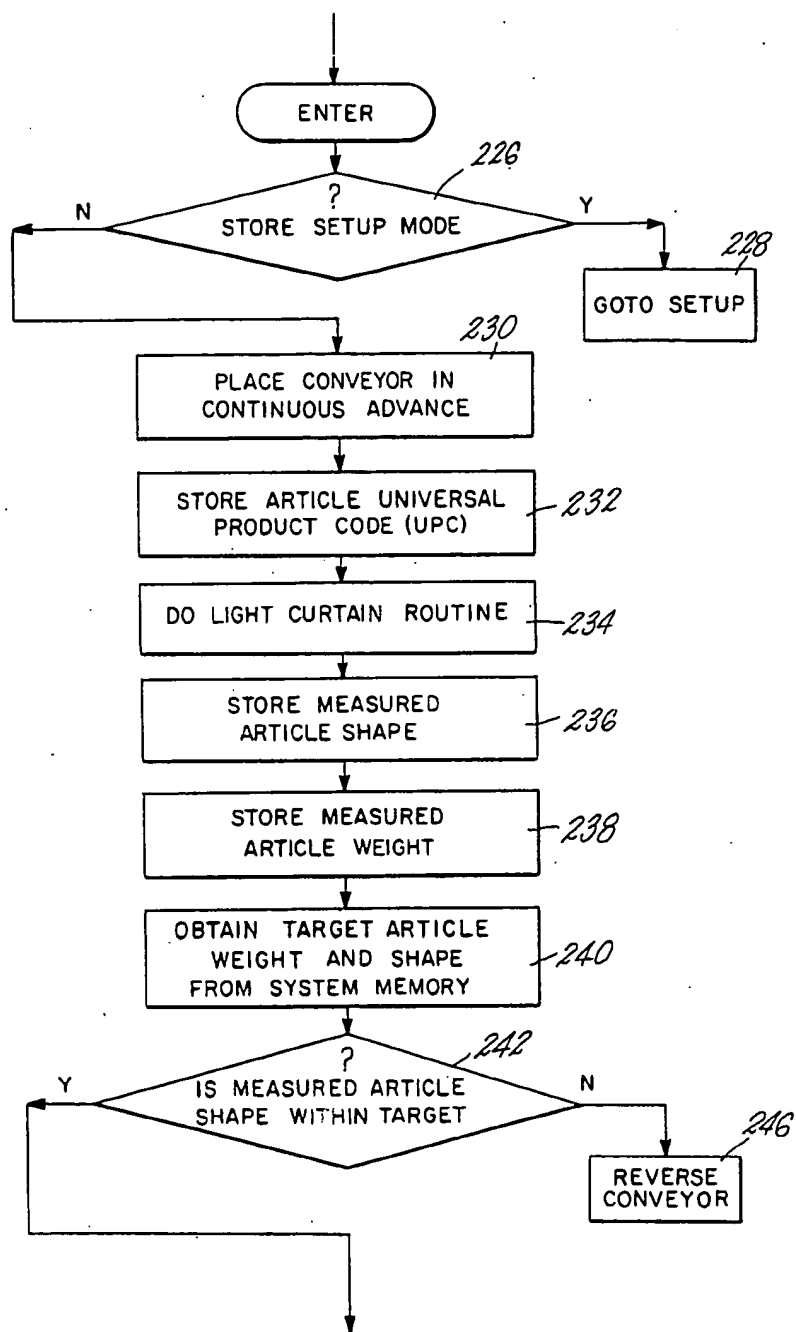 ENTER
226
?
STORE SETUP MODE
N
Y
228
GOTO SETUP
230
PLACE CONVEYOR IN
CONTINUOUS ADVANCE
STORE ARTICLE UNIVERSAL
PRODUCT CODE (UPC)
232
DO LIGHT CURTAIN ROUTINE
234
STORE MEASURED
ARTICLE SHAPE
236
STORE MEASURED
ARTICLE WEIGHT
238
OBTAIN TARGET ARTICLE
WEIGHT AND SHAPE
FROM SYSTEM MEMORY
240
242
?
Y
IS MEASURED ARTICLE
SHAPE WITHIN TARGET
N
246
REVERSE
CONVEYOR